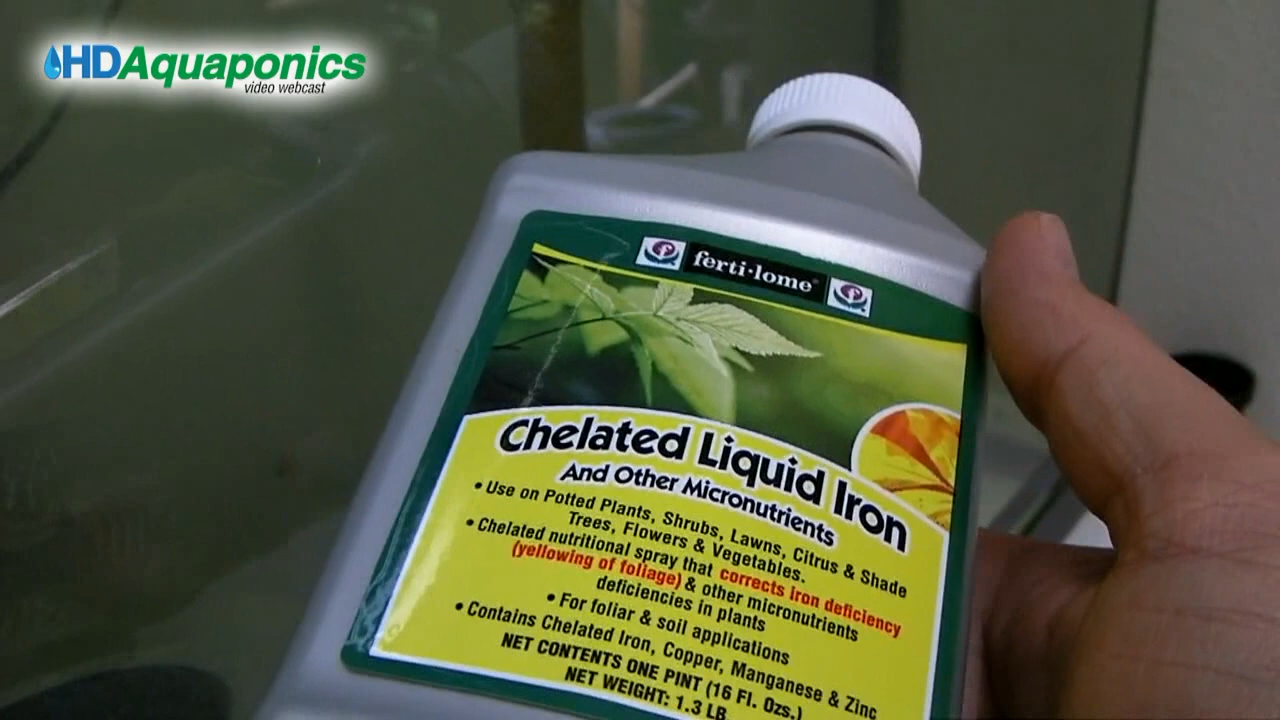 HDAquaponics
video webcast
ferti·lome®
Chelated Liquid Iron
And Other Micronutrients
• Use on Potted Plants, Shrubs, Lawns, Citrus & Shade
Trees, Flowers & Vegetables.
• Chelated nutritional spray that corrects iron deficiency
(yellowing of foliage) & other micronutrients
deficiencies in plants
• For foliar & soil applications
• Contains Chelated Iron, Copper, Manganese & Zinc
NET CONTENTS ONE PINT (16 Fl. Ozs.)
NET WEIGHT: 1.3 LB